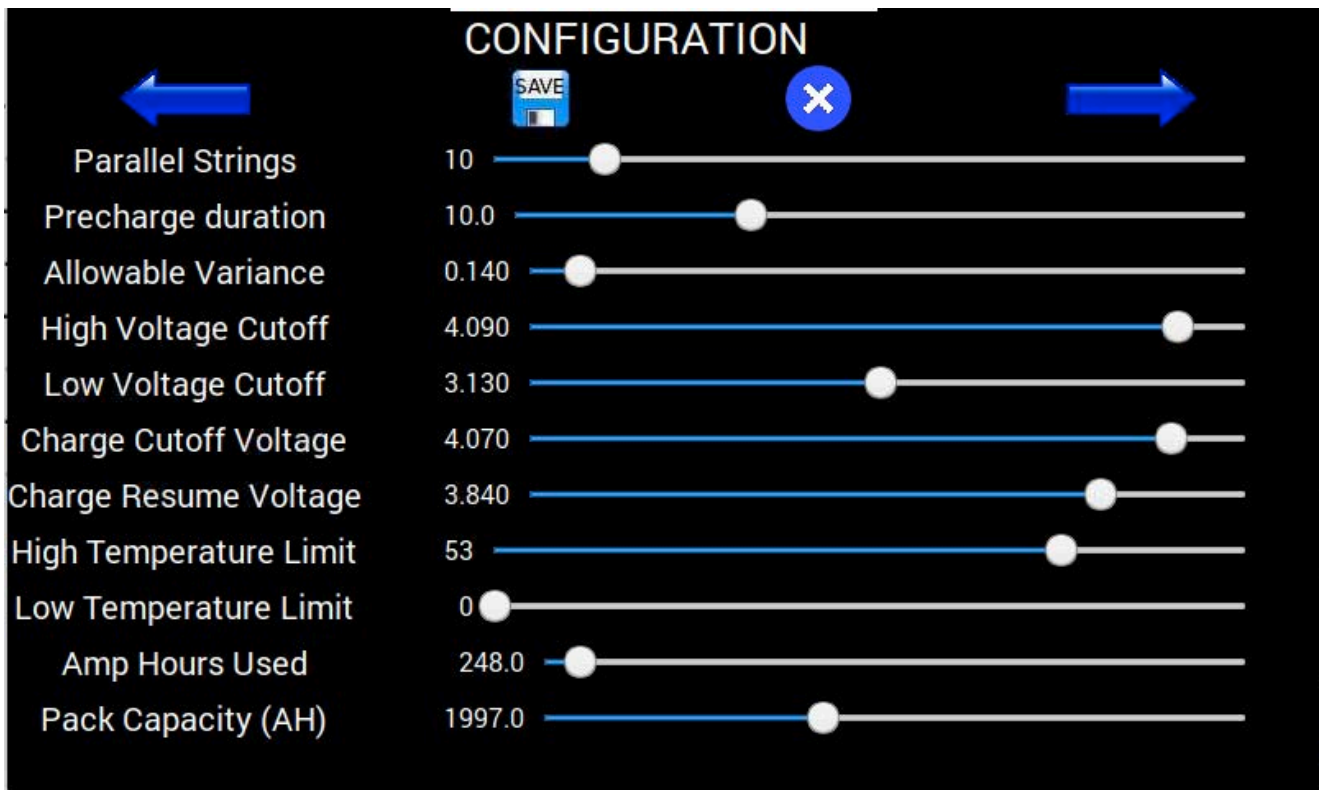 CONFIGURATION
SAVE
Parallel Strings 10
Precharge duration 10.0
Allowable Variance 0.140
High Voltage Cutoff 4.090
Low Voltage Cutoff 3.130
Charge Cutoff Voltage 4.070
Charge Resume Voltage 3.840
High Temperature Limit 53
Low Temperature Limit 0
Amp Hours Used 248.0
Pack Capacity (AH) 1997.0